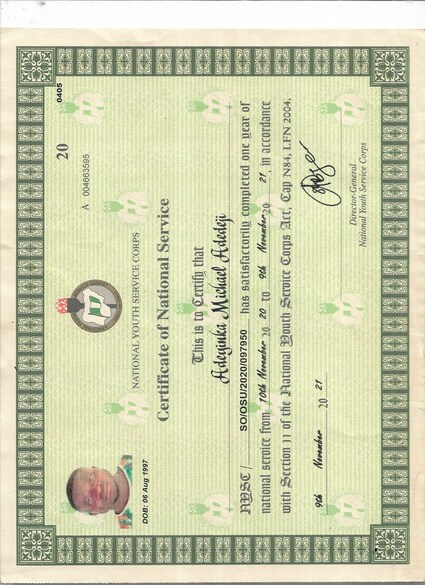 0405
20
A 004663595
NATIONAL YOUTH SERVICE CORPS
Certificate of National Service
This is to Certify that
Adeyinka Michael Adedeji
NYSC/ SO/OSU/2020/097950 has satisfactorily completed one year of
national service from 10th November 20 20 to 9th November 20 21, in accordance
with Section 11 of the National Youth Service Corps Act, Cap N84, LFN 2004.
9th November 20 21
Director-General
National Youth Service Corps
DOB: 06 Aug 1997